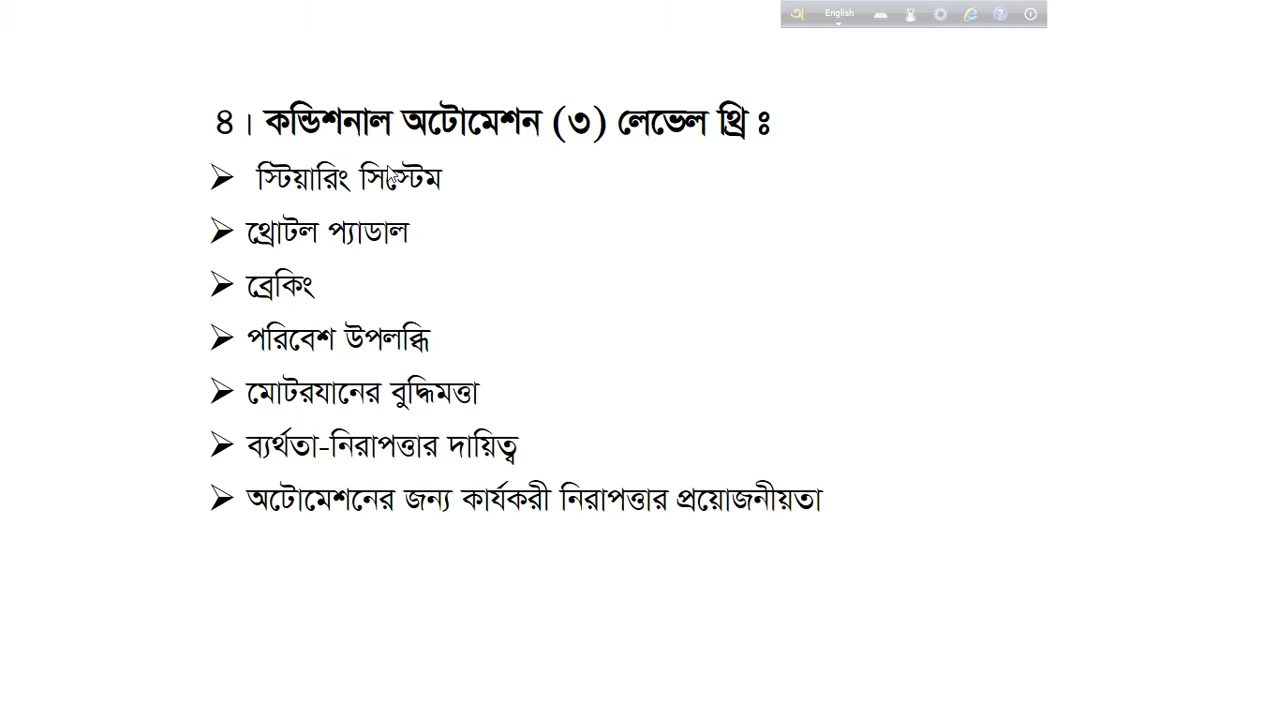 অ English
৪। কন্ডিশনাল অটোমেশন (৩) লেভেল থ্রি ঃ
➢ স্টিয়ারিং সিস্টেম
➢ থ্রোটল প্যাডাল
➢ ব্রেকিং
➢ পরিবেশ উপলব্ধি
➢ মোটরযানের বুদ্ধিমত্তা
➢ ব্যর্থতা-নিরাপত্তার দায়িত্ব
➢ অটোমেশনের জন্য কার্যকরী নিরাপত্তার প্রয়োজনীয়তা